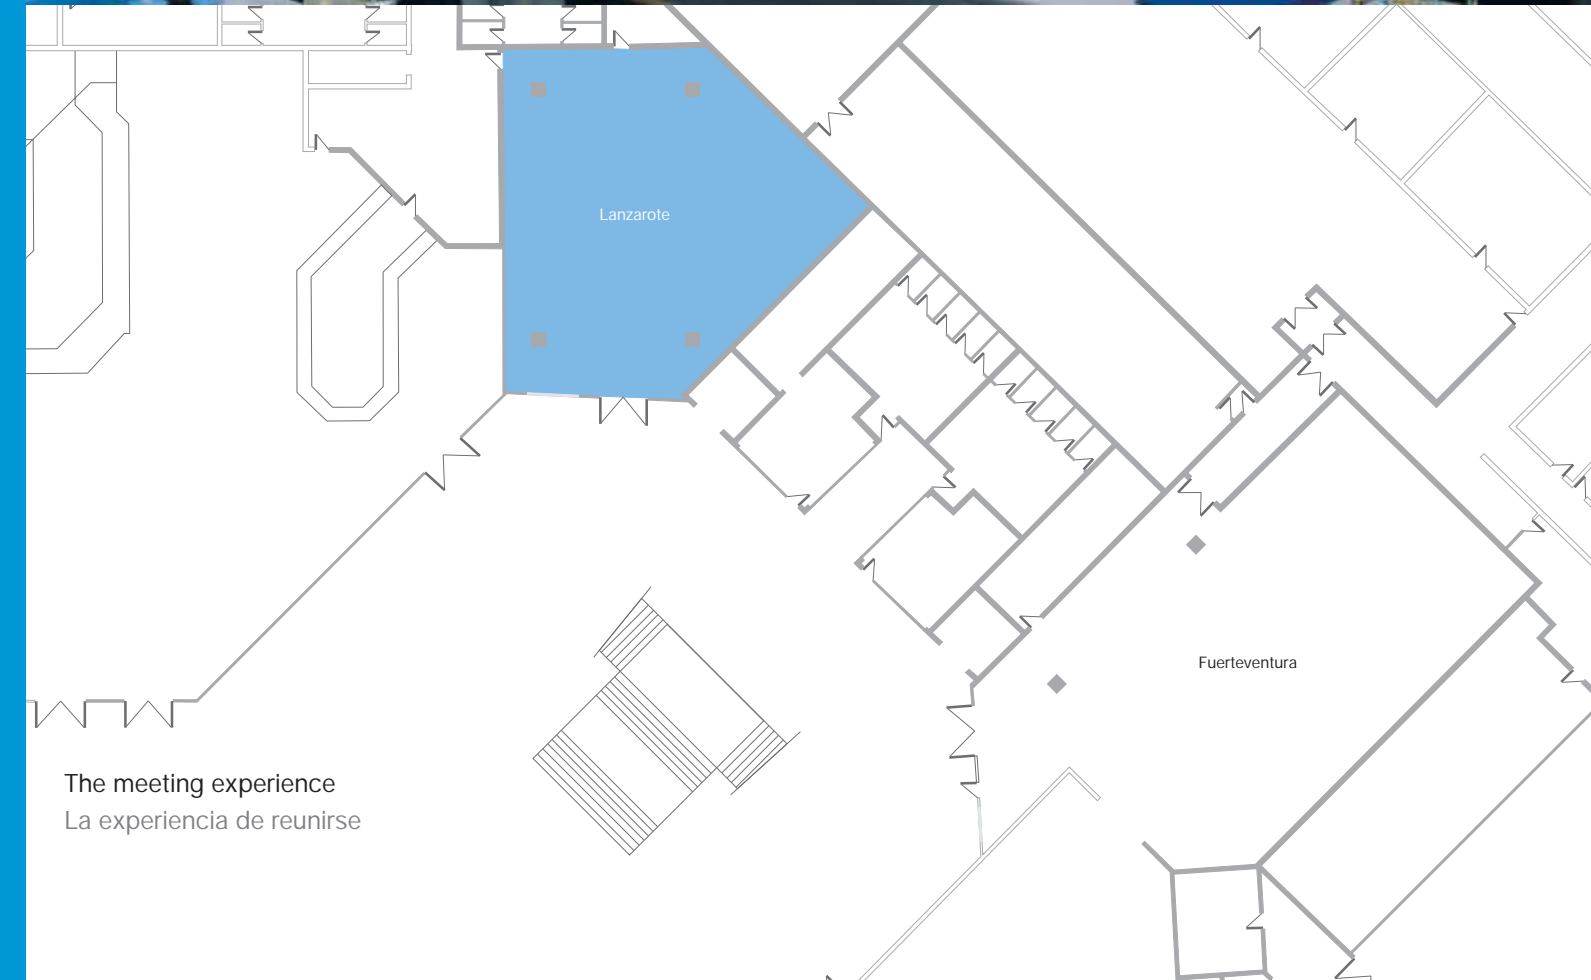 Lanzarote
Fuerteventura
The meeting experience
La experiencia de reunirse